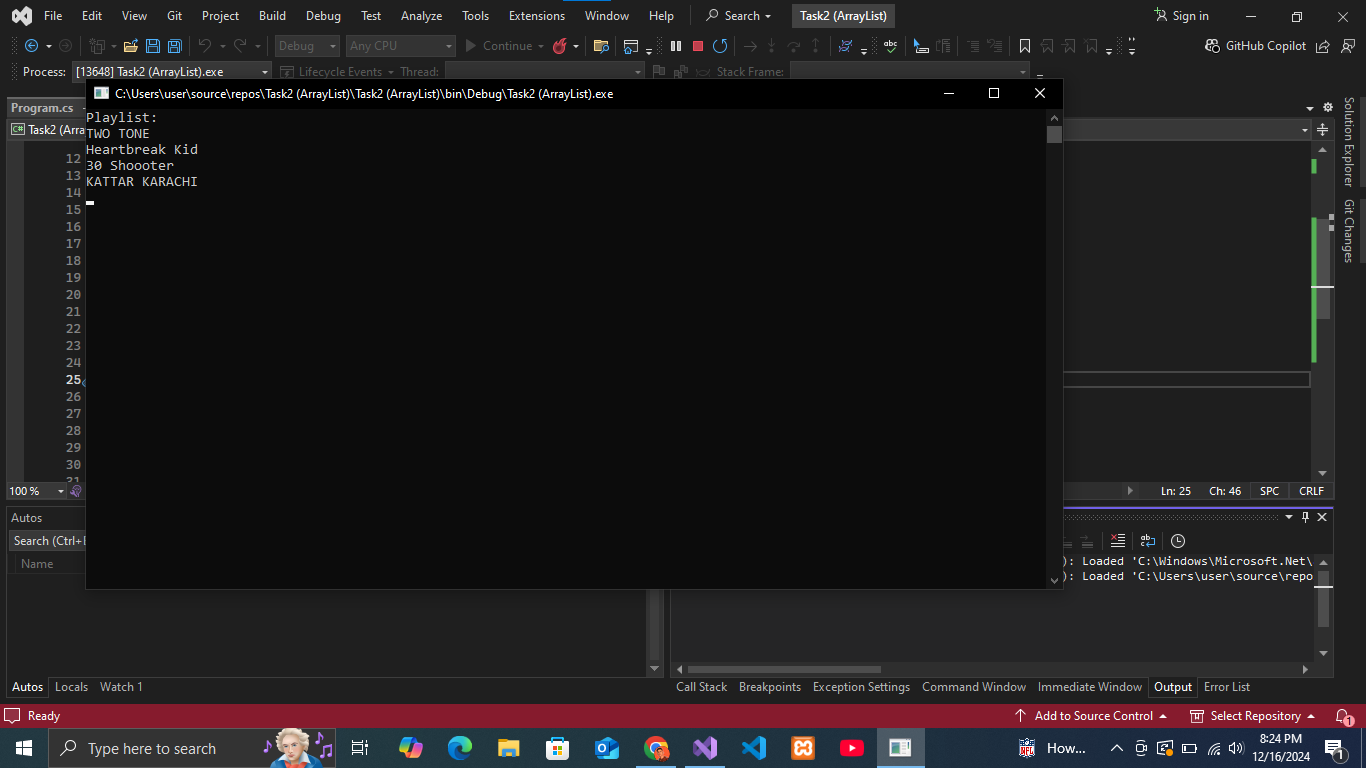 File Edit View Git Project Build Debug Test Analyze Tools Extensions Window Help Search Task2 (ArrayList) Sign in
Debug Any CPU Continue GitHub Copilot
Process: [13648] Task2 (ArrayList).exe Lifecycle Events Thread: Stack Frame:
C:\Users\user\source\repos\Task2 (ArrayList)\Task2 (ArrayList)\bin\Debug\Task2 (ArrayList).exe
Program.cs
Task2 (Arra
Playlist:
TWO TONE
Heartbreak Kid
30 Shoooter
KATTAR KARACHI
12
13
14
15
16
17
18
19
20
21
22
23
24
25
26
27
28
29
30
31
Solution Explorer
Git Changes
100 % Ln: 25 Ch: 46 SPC CRLF
Autos
Search (Ctrl+E
Name
): Loaded 'C:\Windows\Microsoft.Net\
): Loaded 'C:\Users\user\source\repo
Autos Locals Watch 1 Call Stack Breakpoints Exception Settings Command Window Immediate Window Output Error List
Ready Add to Source Control Select Repository 1
Type here to search How... 8:24 PM
12/16/2024 1